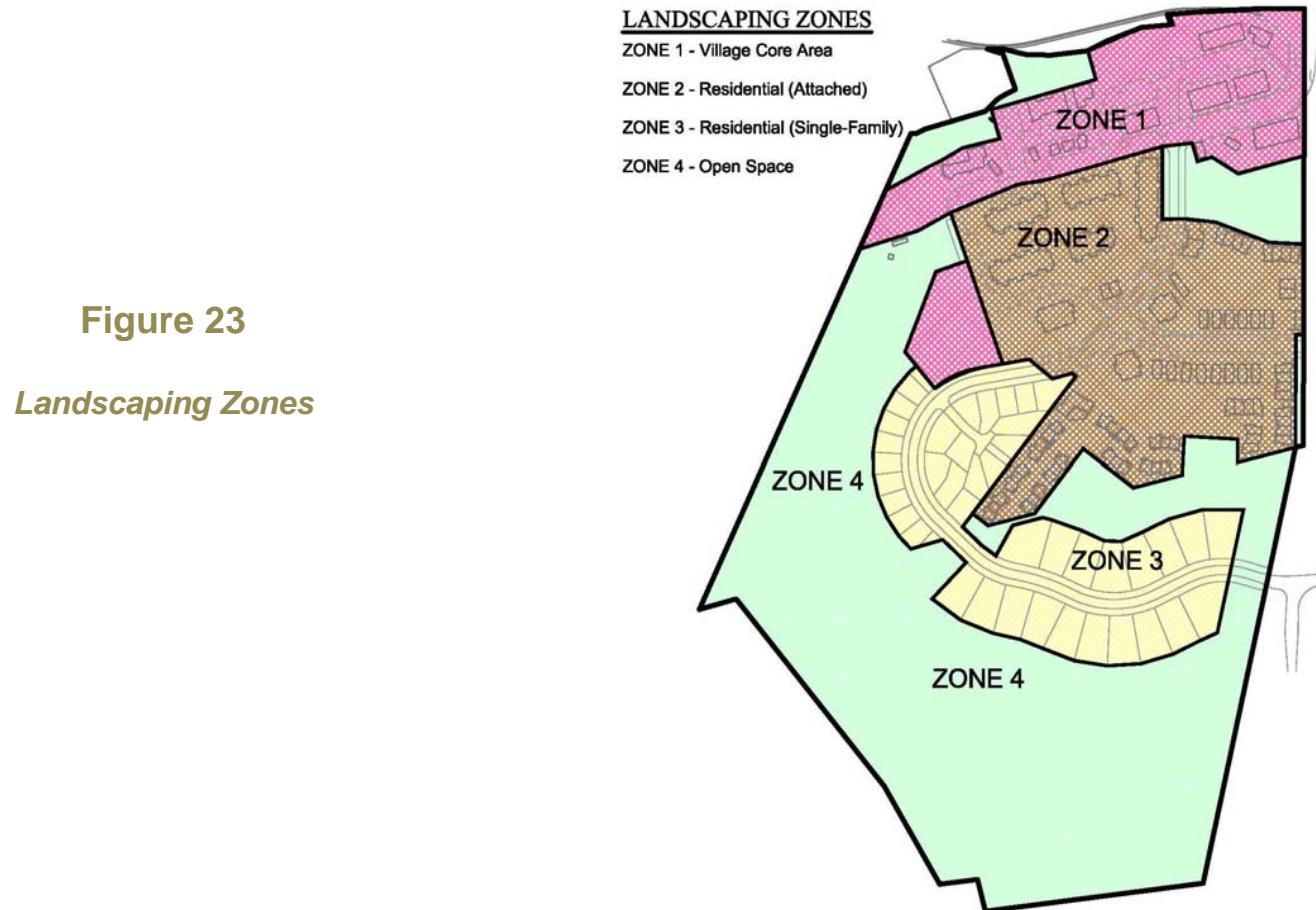 Figure 23
Landscaping Zones
LANDSCAPING ZONES
ZONE 1 - Village Core Area
ZONE 2 - Residential (Attached)
ZONE 3 - Residential (Single-Family)
ZONE 4 - Open Space
ZONE 1
ZONE 2
ZONE 4
ZONE 3
ZONE 4